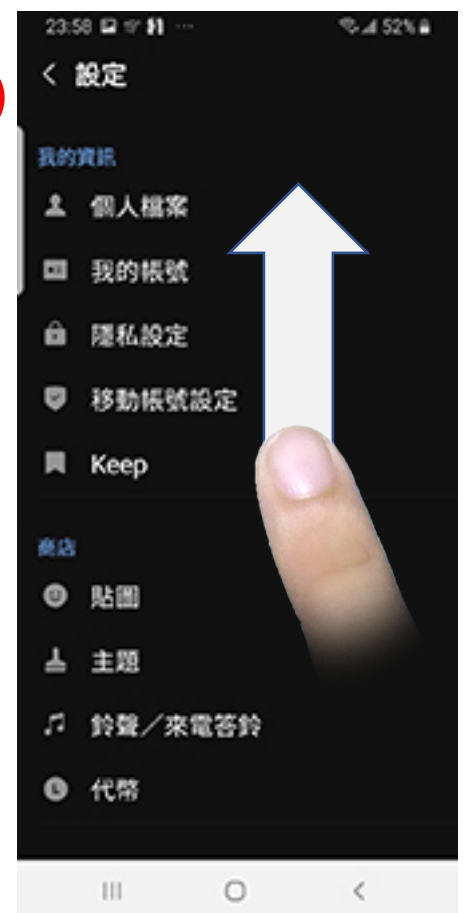 23:58 … 52%
設定
我的資訊
個人檔案
我的帳號
隱私設定
移動帳號設定
Keep
商店
貼圖
主題
鈴聲／來電答鈴
代幣